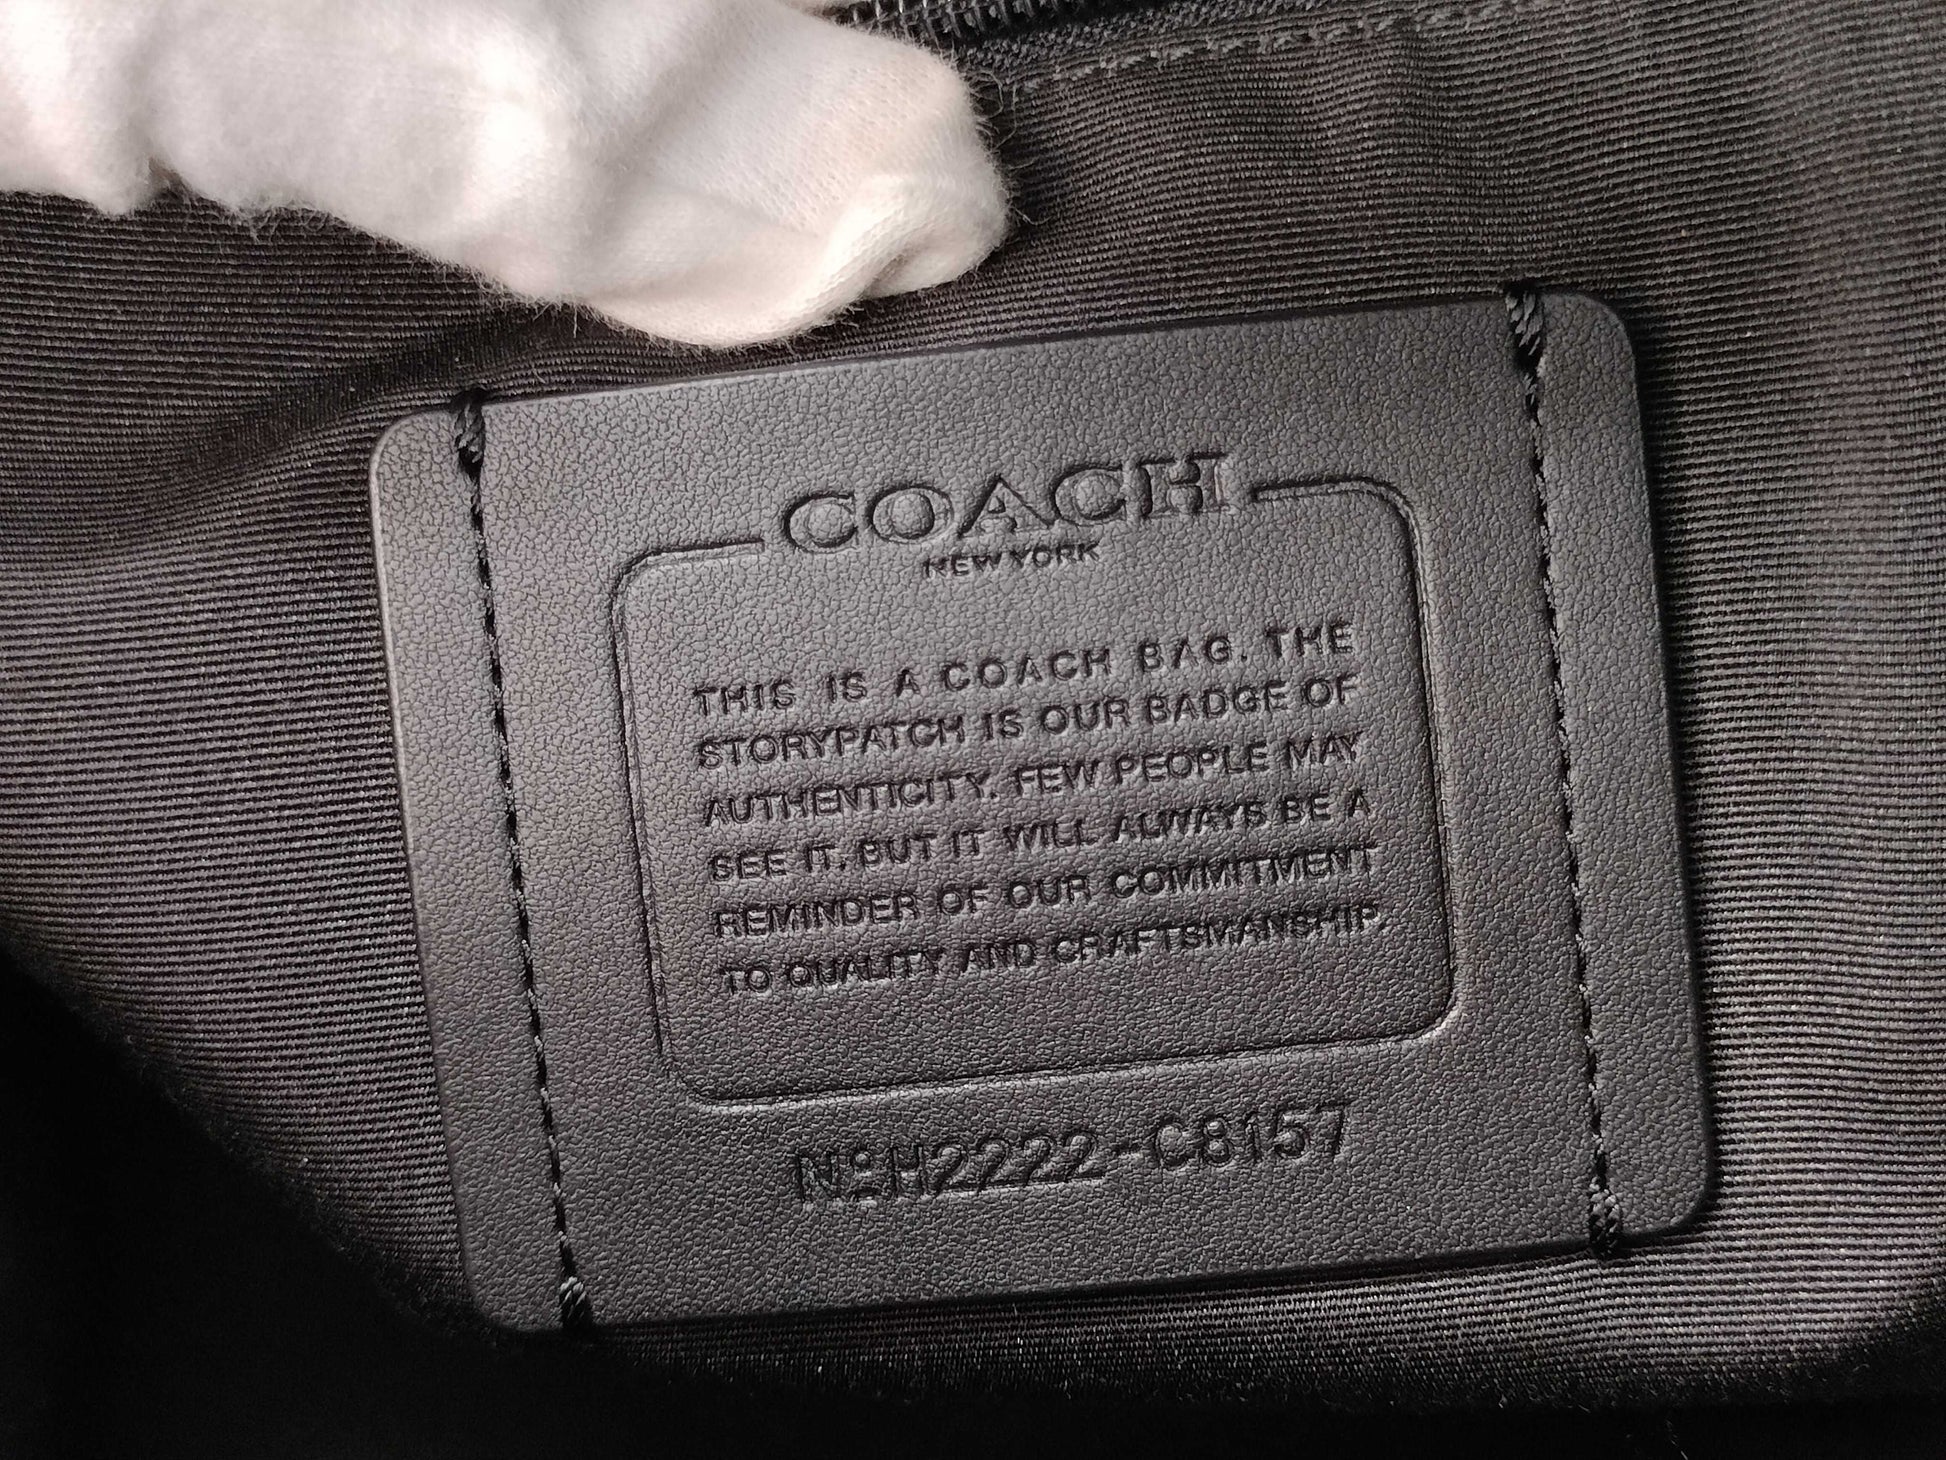 COACH
NEW YORK
THIS IS A COACH BAG. THE
STORYPATCH IS OUR BADGE OF
AUTHENTICITY. FEW PEOPLE MAY
SEE IT. BUT IT WILL ALWAYS BE A
REMINDER OF OUR COMMITMENT
TO QUALITY AND CRAFTSMANSHIP.
Nº H2222-C8157